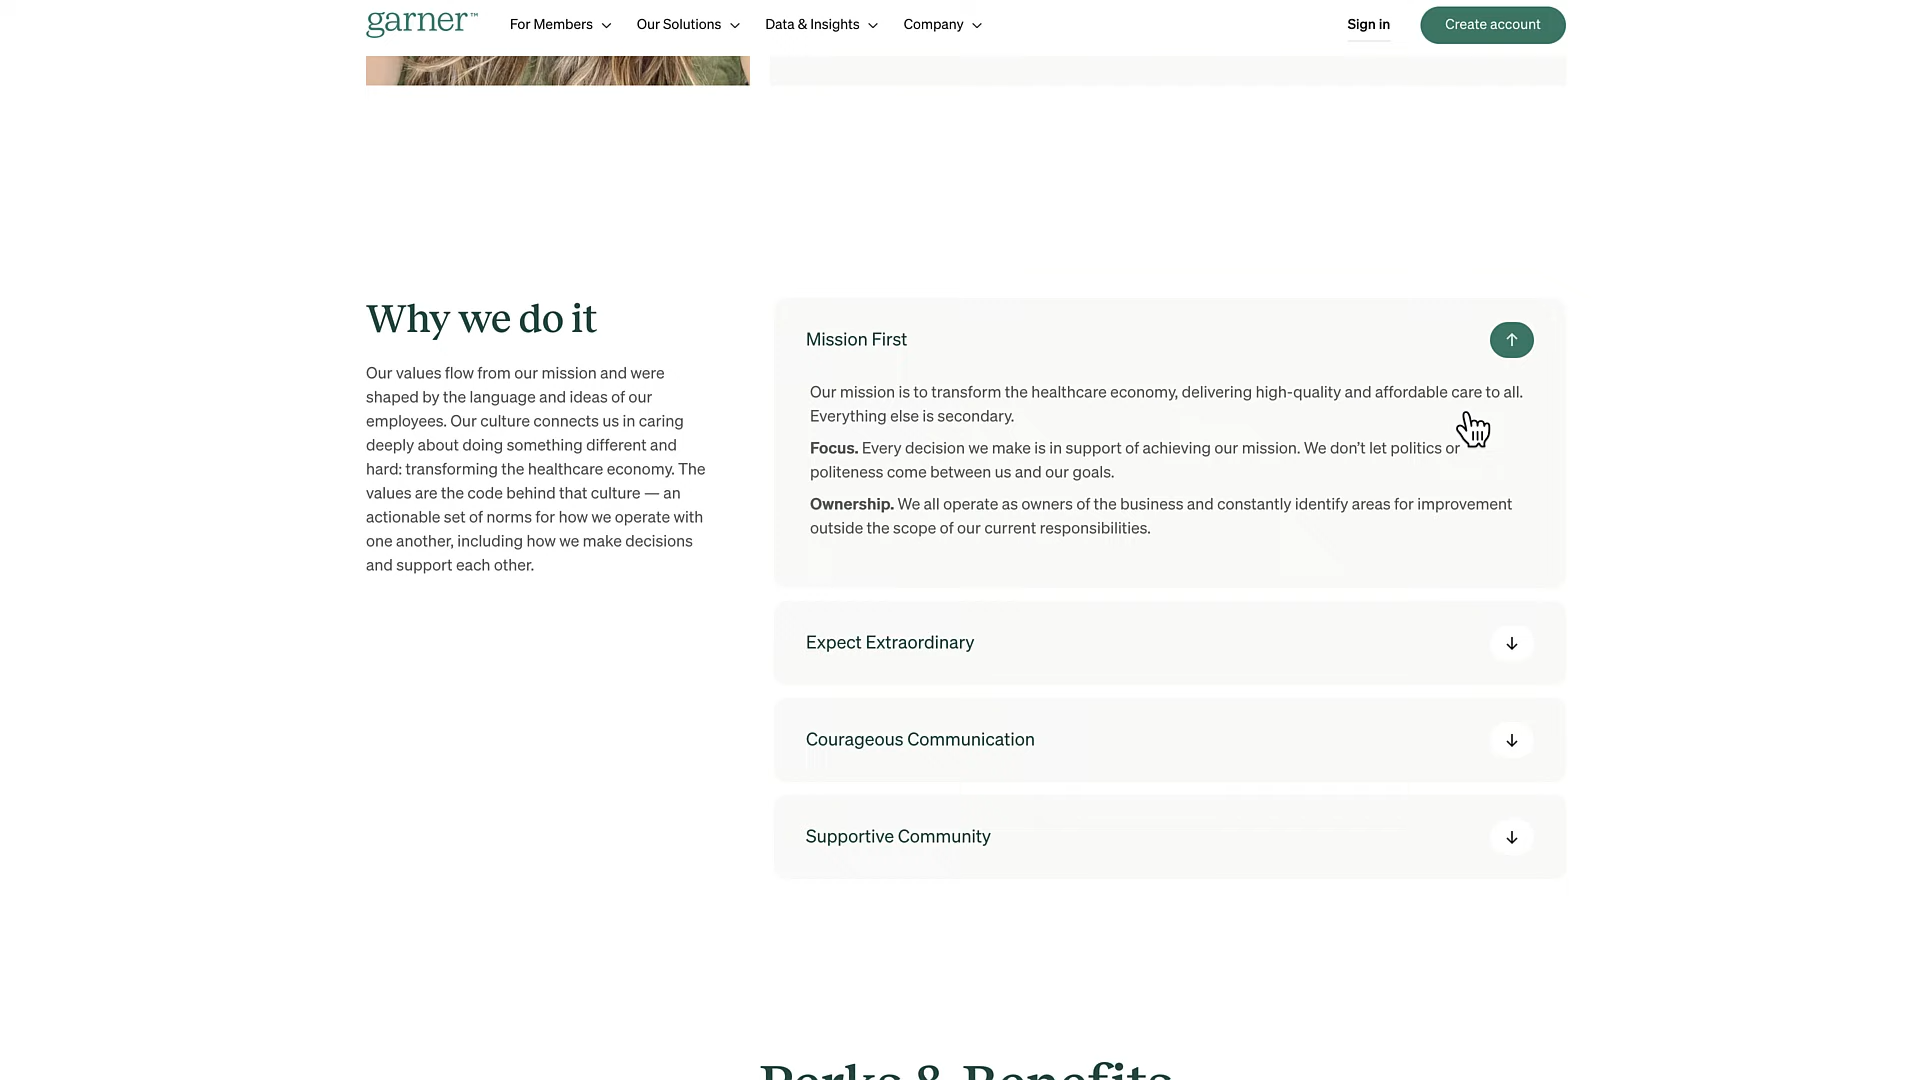 garner™
For Members
Our Solutions
Data & Insights
Company
Sign in
Create account
Why we do it
Our values flow from our mission and were
shaped by the language and ideas of our
employees. Our culture connects us in caring
deeply about doing something different and
hard: transforming the healthcare economy. The
values are the code behind that culture — an
actionable set of norms for how we operate with
one another, including how we make decisions
and support each other.
Mission First
Our mission is to transform the healthcare economy, delivering high-quality and affordable care to all.
Everything else is secondary.
Focus. Every decision we make is in support of achieving our mission. We don’t let politics or
politeness come between us and our goals.
Ownership. We all operate as owners of the business and constantly identify areas for improvement
outside the scope of our current responsibilities.
Expect Extraordinary
Courageous Communication
Supportive Community
Perks & Benefits